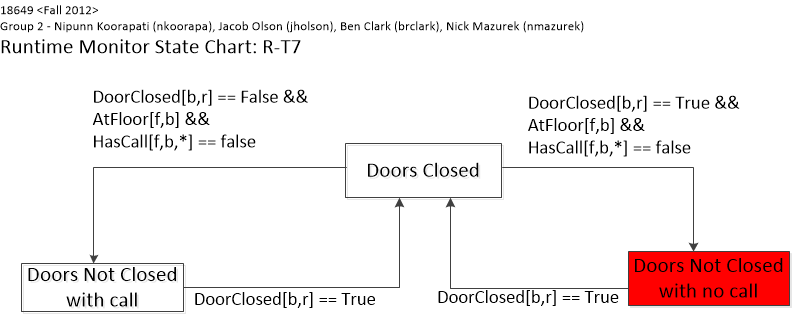 18649 <Fall 2012>
Group 2 - Nipunn Koorapati (nkoorapa), Jacob Olson (jholson), Ben Clark (brclark), Nick Mazurek (nmazurek)
Runtime Monitor State Chart: R-T7
DoorClosed[b,r] == False &&
AtFloor[f,b] &&
HasCall[f,b,*] == false
DoorClosed[b,r] == True &&
AtFloor[f,b] &&
HasCall[f,b,*] == false
Doors Closed
Doors Not Closed
with call
DoorClosed[b,r] == True
DoorClosed[b,r] == True
Doors Not Closed
with no call